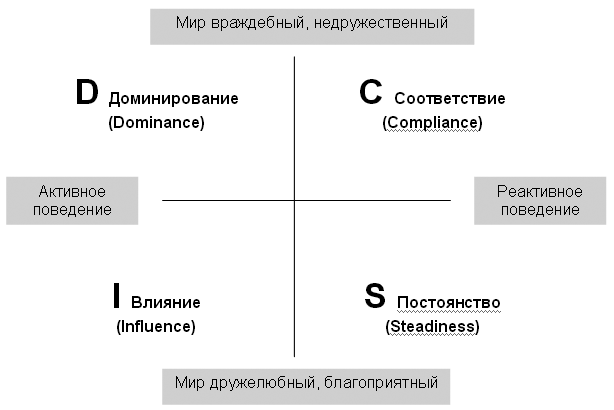 Мир враждебный, недружественный
D Доминирование
(Dominance)
C Соответствие
(Compliance)
Активное
поведение
Реактивное
поведение
I Влияние
(Influence)
S Постоянство
(Steadiness)
Мир дружелюбный, благоприятный